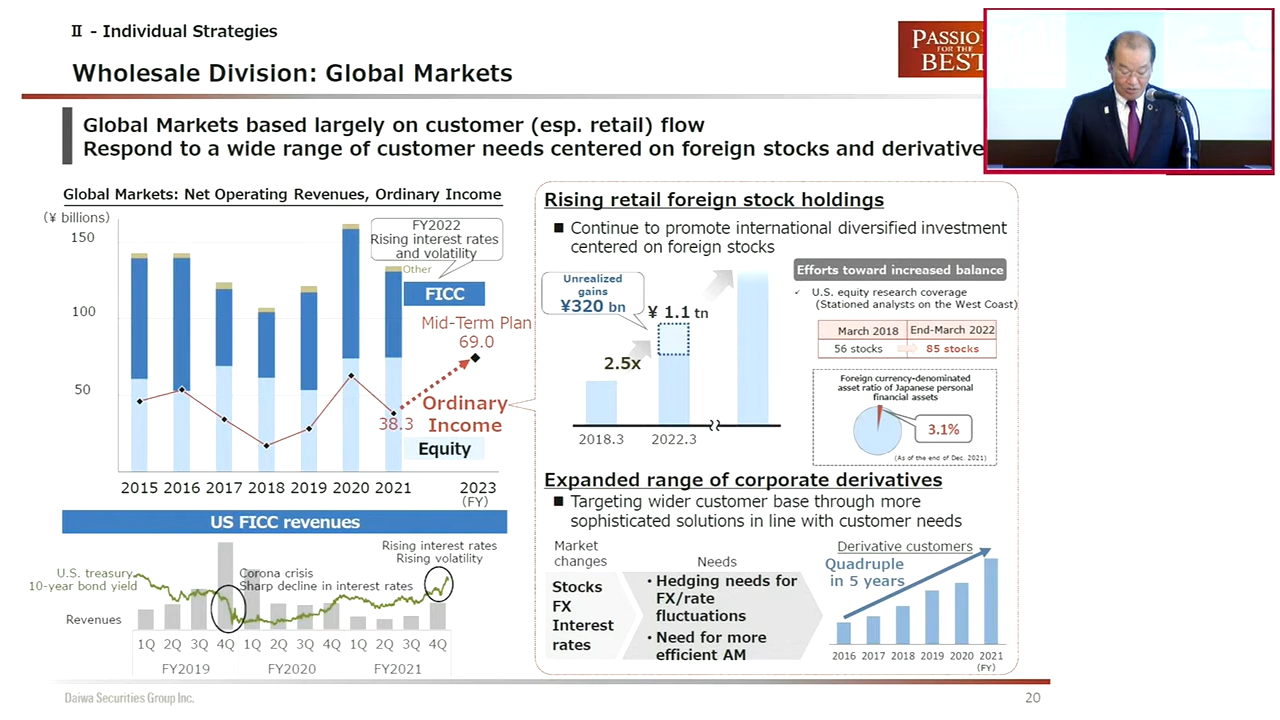 Ⅱ - Individual Strategies
Wholesale Division: Global Markets
PASSIO
FOR THE
BEST
Global Markets based largely on customer (esp. retail) flow
Respond to a wide range of customer needs centered on foreign stocks and derivative
Global Markets: Net Operating Revenues, Ordinary Income
(¥ billions)
150
100
50
FY2022
Rising interest rates
and volatility
Other
FICC
Mid-Term Plan
69.0
Ordinary
Income
38.3
Equity
2015 2016 2017 2018 2019 2020 2021 2023
(FY)
US FICC revenues
U.S. treasury
10-year bond yield
Revenues
Corona crisis
Sharp decline in interest rates
Rising interest rates
Rising volatility
1Q 2Q 3Q 4Q 1Q 2Q 3Q 4Q 1Q 2Q 3Q 4Q
FY2019 FY2020 FY2021
Rising retail foreign stock holdings
■ Continue to promote international diversified investment
centered on foreign stocks
Unrealized
gains
¥320 bn
¥ 1.1 tn
2.5x
2018.3 2022.3
Efforts toward increased balance
✓ U.S. equity research coverage
(Stationed analysts on the West Coast)
March 2018 End-March 2022
56 stocks 85 stocks
Foreign currency-denominated
asset ratio of Japanese personal
financial assets
3.1%
(As of the end of Dec. 2021)
Expanded range of corporate derivatives
■ Targeting wider customer base through more
sophisticated solutions in line with customer needs
Market
changes
Stocks
FX
Interest
rates
Needs
・Hedging needs for
FX/rate
fluctuations
・Need for more
efficient AM
Derivative customers
Quadruple
in 5 years
2016 2017 2018 2019 2020 2021
(FY)
Daiwa Securities Group Inc.
20